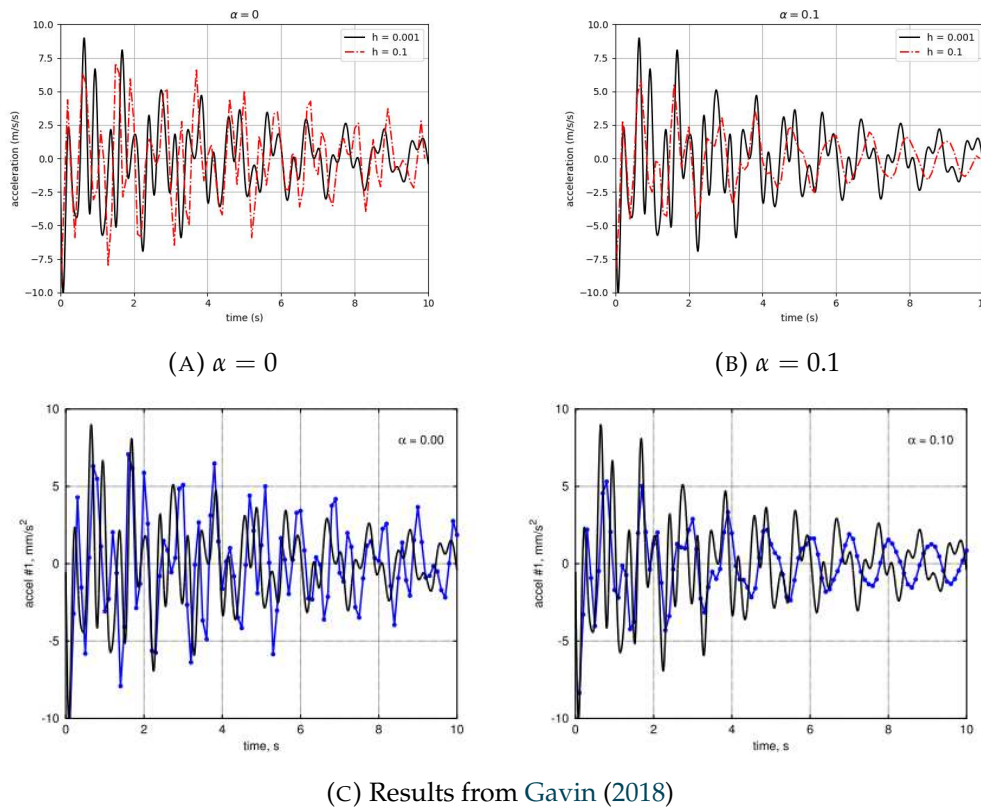 α = 0
h = 0.001
h = 0.1
acceleration (m/s/s)
10.0
7.5
5.0
2.5
0.0
−2.5
−5.0
−7.5
−10.0
0 2 4 6 8 10
time (s)
(A) α = 0
α = 0.1
h = 0.001
h = 0.1
acceleration (m/s/s)
10.0
7.5
5.0
2.5
0.0
−2.5
−5.0
−7.5
−10.0
0 2 4 6 8 1
time (s)
(B) α = 0.1
α = 0.00
accel #1, mm/s²
10
5
0
-5
-10
0 2 4 6 8 10
time, s
α = 0.10
accel #1, mm/s²
10
5
0
-5
-10
0 2 4 6 8 10
time, s
(C) Results from Gavin (2018)